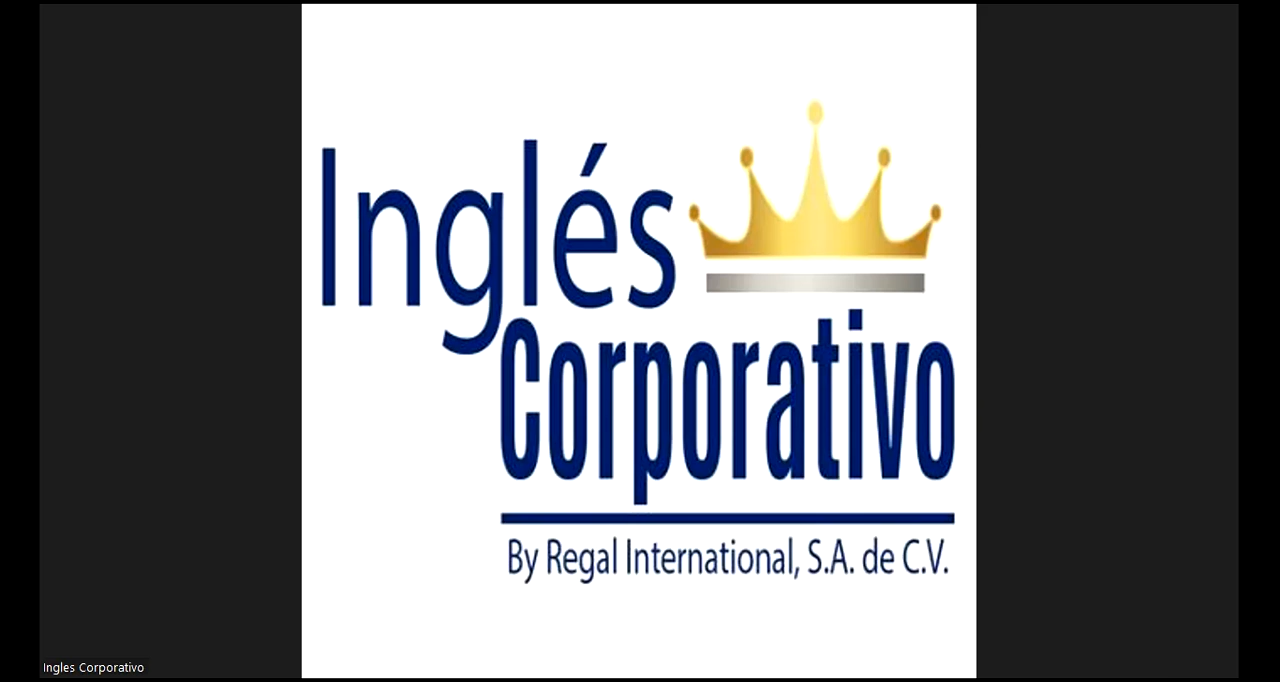 Inglés
Corporativo
By Regal International, S.A. de C.V.
Ingles Corporativo